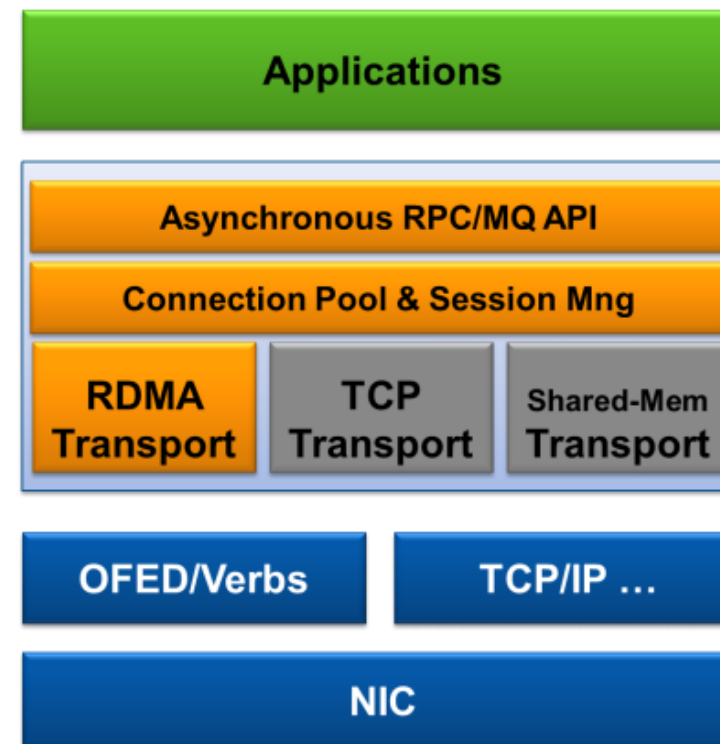 Applications
Asynchronous RPC/MQ API
Connection Pool & Session Mng
RDMA
Transport
TCP
Transport
Shared-Mem
Transport
OFED/Verbs
TCP/IP ...
NIC